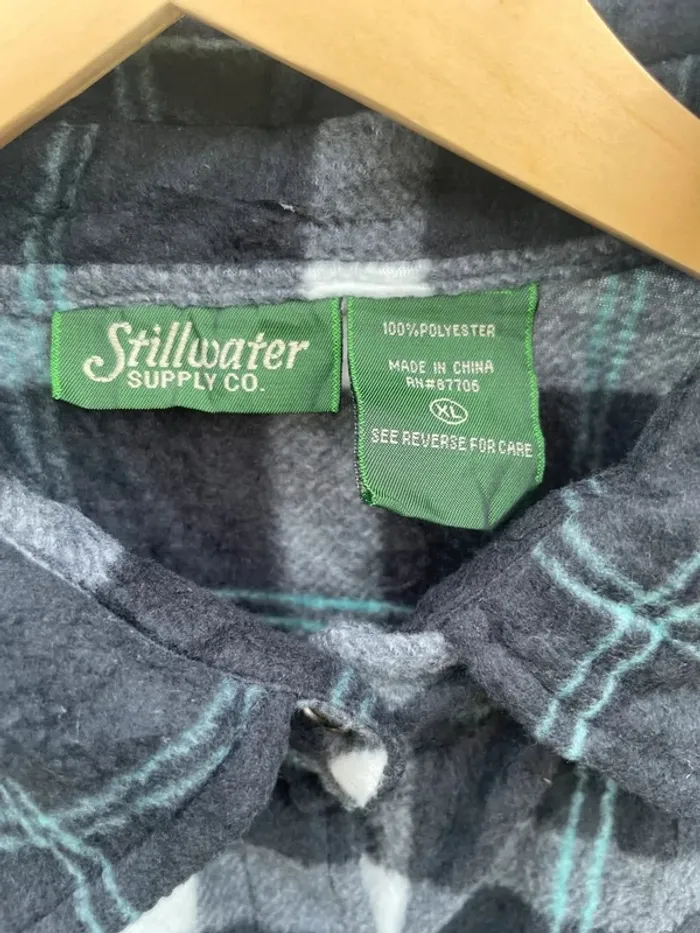 Stillwater
SUPPLY CO.
100%POLYESTER
MADE IN CHINA
RN#87706
XL
SEE REVERSE FOR CARE